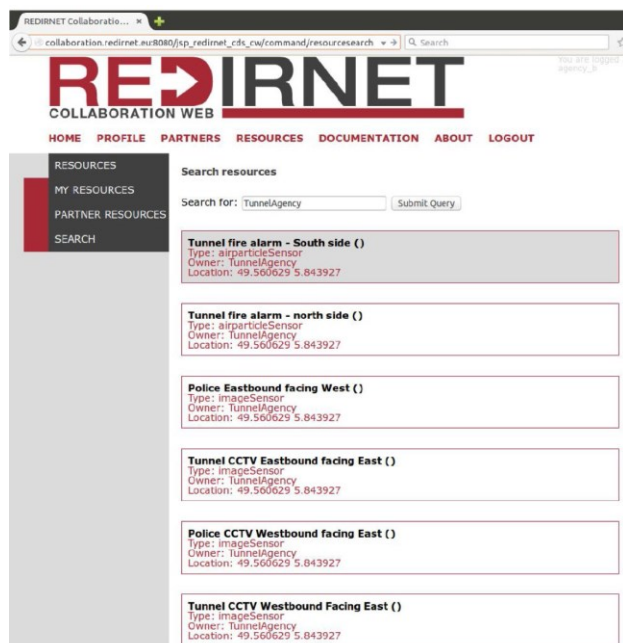 REDIRNET Collaboratio... ×
collaboration.redirnet.eu:8080/jsp_redirnet_cds_cw/command/resourcesearch
Search
You are logged
agency_b
REDIRNET
COLLABORATION WEB
HOME PROFILE PARTNERS RESOURCES DOCUMENTATION ABOUT LOGOUT
RESOURCES
MY RESOURCES
PARTNER RESOURCES
SEARCH
Search resources
Search for: TunnelAgency Submit Query
Tunnel fire alarm - South side ()
Type: airparticleSensor
Owner: TunnelAgency
Location: 49.560629 5.843927
Tunnel fire alarm - north side ()
Type: airparticleSensor
Owner: TunnelAgency
Location: 49.560629 5.843927
Police Eastbound facing West ()
Type: imageSensor
Owner: TunnelAgency
Location: 49.560629 5.843927
Tunnel CCTV Eastbound facing East ()
Type: imageSensor
Owner: TunnelAgency
Location: 49.560629 5.843927
Police CCTV Westbound facing East ()
Type: imageSensor
Owner: TunnelAgency
Location: 49.560629 5.843927
Tunnel CCTV Westbound Facing East ()
Type: imageSensor
Owner: TunnelAgency
Location: 49.560629 5.843927